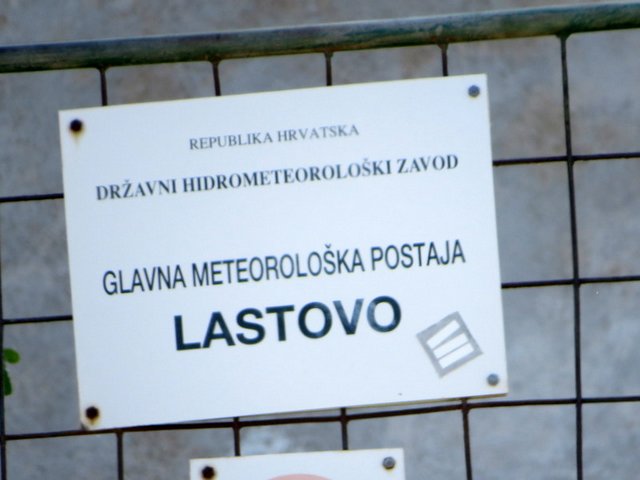 REPUBLIKA HRVATSKA
DRŽAVNI HIDROMETEOROLOŠKI ZAVOD
GLAVNA METEOROLOŠKA POSTAJA
LASTOVO